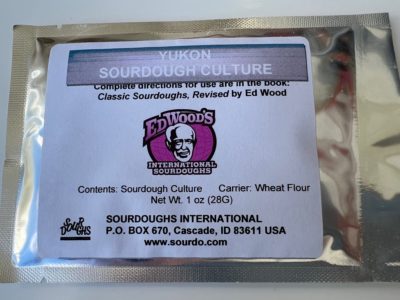 YUKON
SOURDOUGH CULTURE
Complete directions for use are in the book:
Classic Sourdoughs, Revised by Ed Wood
ED WOOD'S
INTERNATIONAL
SOURDOUGHS
Contents: Sourdough Culture Carrier: Wheat Flour
Net Wt. 1 oz (28G)
SOURDOUGHS INTERNATIONAL
P.O. BOX 670, Cascade, ID 83611 USA
www.sourdo.com